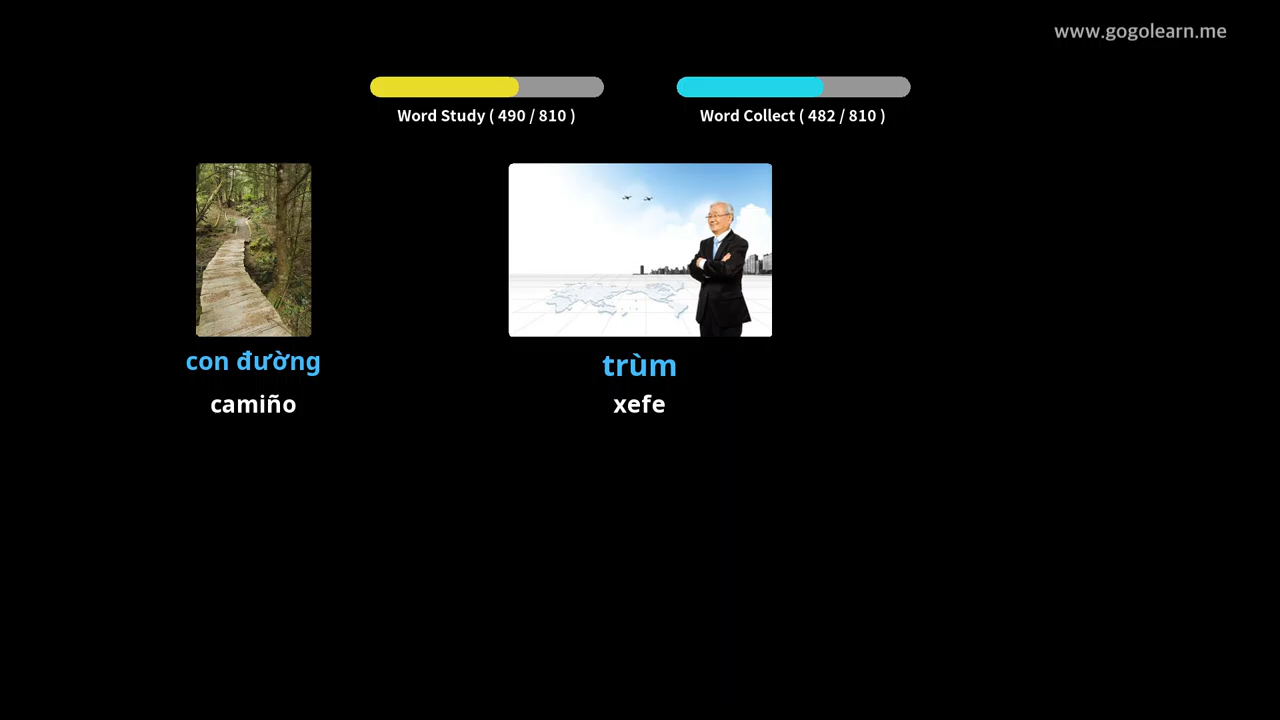 www.gogolearn.me
Word Study ( 490 / 810 )
Word Collect ( 482 / 810 )
con đường
camiño
trùm
xefe